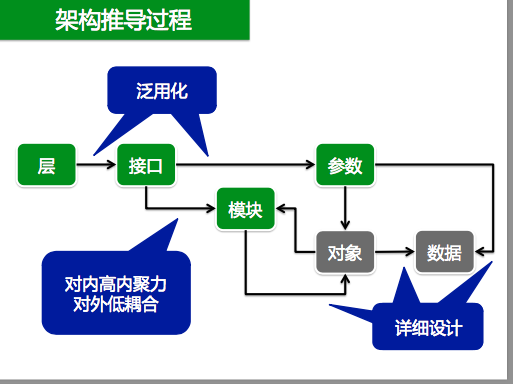 架构推导过程
泛用化
层
接口
参数
模块
对象
数据
对内高内聚力
对外低耦合
详细设计